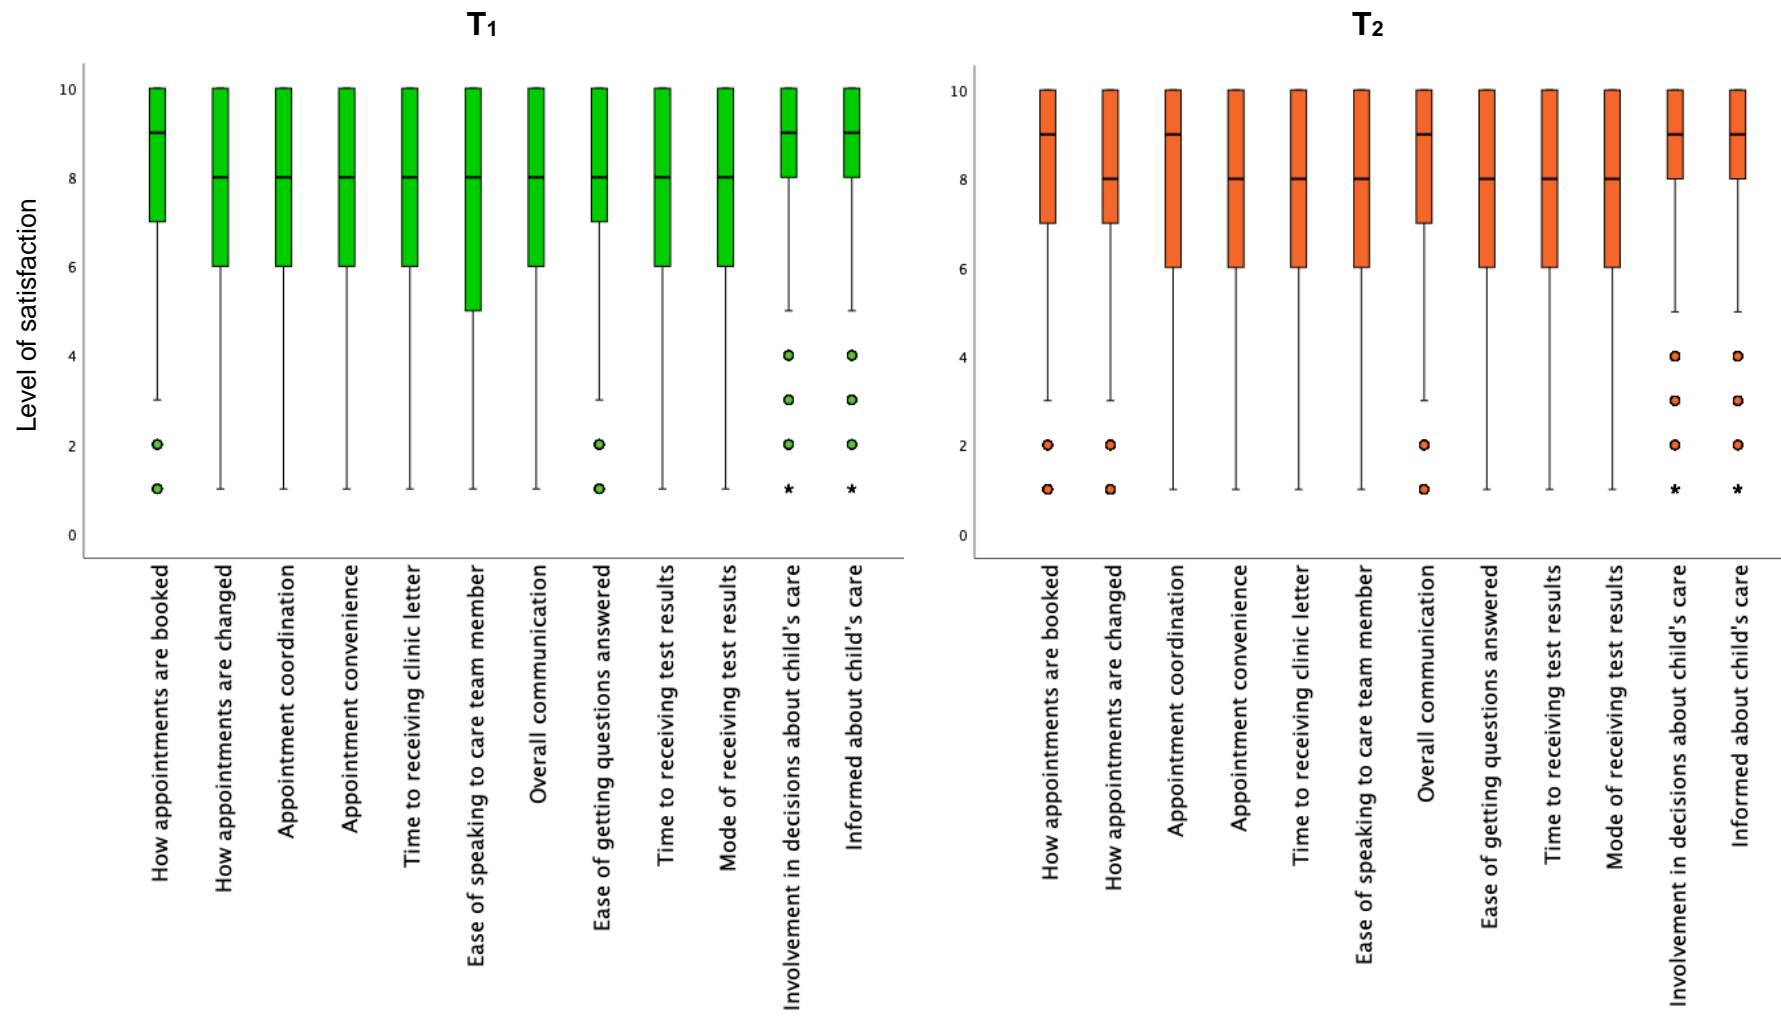 T1
T2
Level of satisfaction
10
8
6
4
2
0
How appointments are booked
How appointments are changed
Appointment coordination
Appointment convenience
Time to receiving clinic letter
Ease of speaking to care team member
Overall communication
Ease of getting questions answered
Time to receiving test results
Mode of receiving test results
Involvement in decisions about child's care
Informed about child's care
10
8
6
4
2
0
How appointments are booked
How appointments are changed
Appointment coordination
Appointment convenience
Time to receiving clinic letter
Ease of speaking to care team member
Overall communication
Ease of getting questions answered
Time to receiving test results
Mode of receiving test results
Involvement in decisions about child's care
Informed about child's care